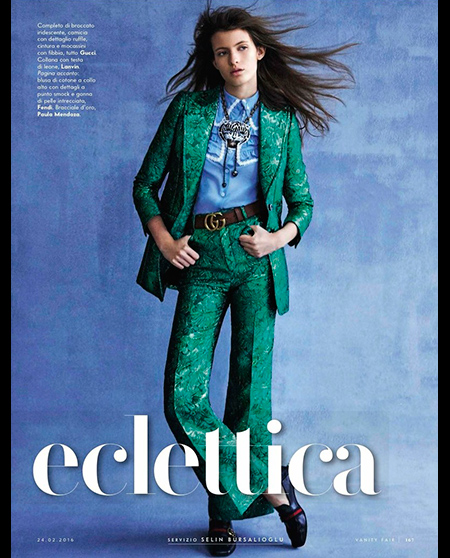 Completo di broccato
iridescente, camicia
con dettaglio ruffle,
cintura e mocassini
con fibbia, tutto Gucci.
Collana con testa
di leone, Lanvin.
Pagina accanto:
blusa di cotone a collo
alto con dettagli a
punto smock e gonna
di pelle intrecciata,
Fendi. Bracciale d'oro,
Paula Mendoza.
eclettica
24.02.2016
SERVIZIO SELIN BURSALIOGLU
VANITY FAIR | 167